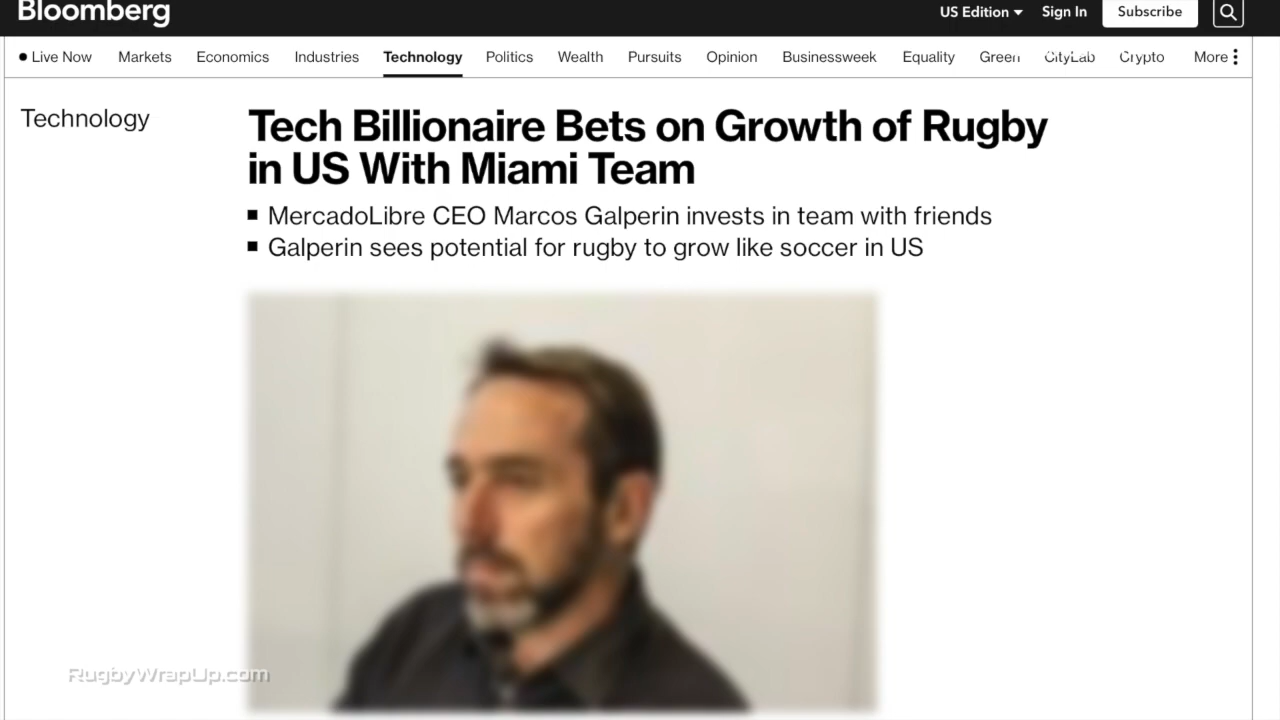 Bloomberg
US Edition Sign In Subscribe
Live Now Markets Economics Industries Technology Politics Wealth Pursuits Opinion Businessweek Equality Green CityLab Crypto More
Technology
Tech Billionaire Bets on Growth of Rugby
in US With Miami Team
MercadoLibre CEO Marcos Galperin invests in team with friends
Galperin sees potential for rugby to grow like soccer in US
RugbyWrapUp.com